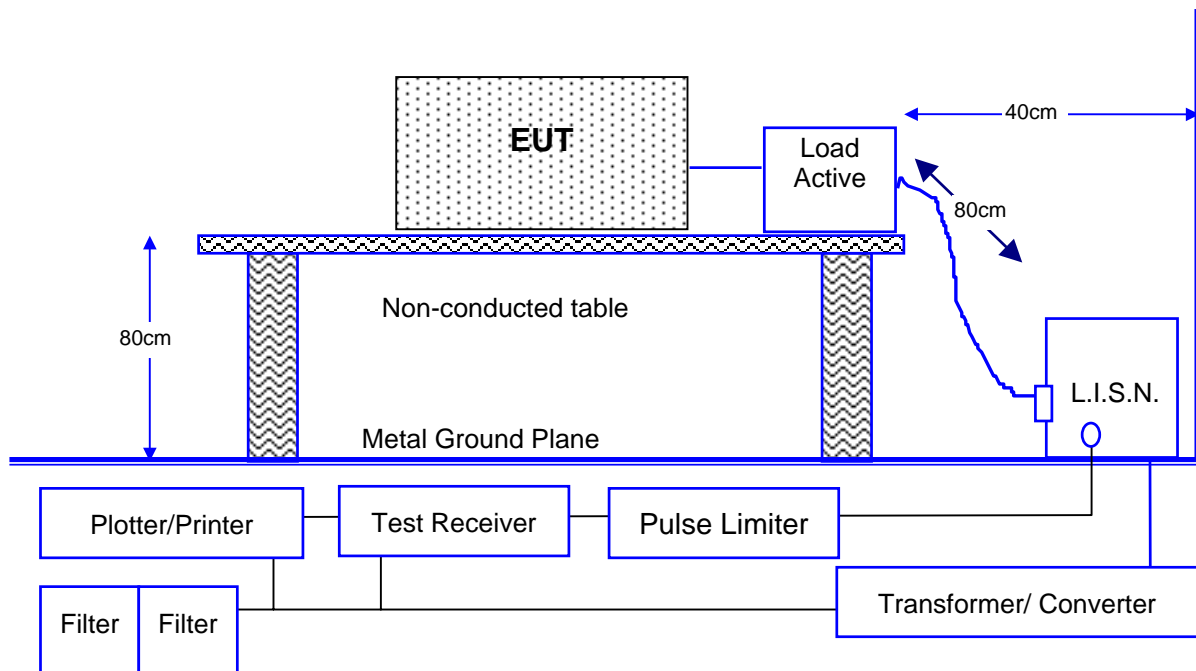 EUT
Load
Active
40cm
80cm
80cm
Non-conducted table
L.I.S.N.
Metal Ground Plane
Plotter/Printer
Test Receiver
Pulse Limiter
Filter
Filter
Transformer/ Converter